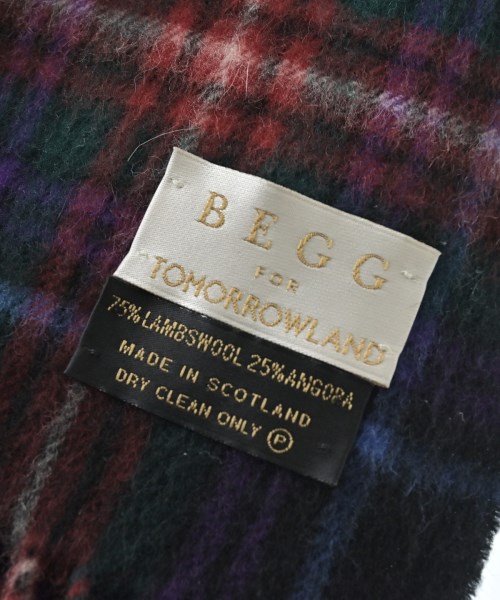 BEGG
FOR
TOMORROWLAND
75% LAMBSWOOL 25% ANGORA
MADE IN SCOTLAND
DRY CLEAN ONLY Ⓟ